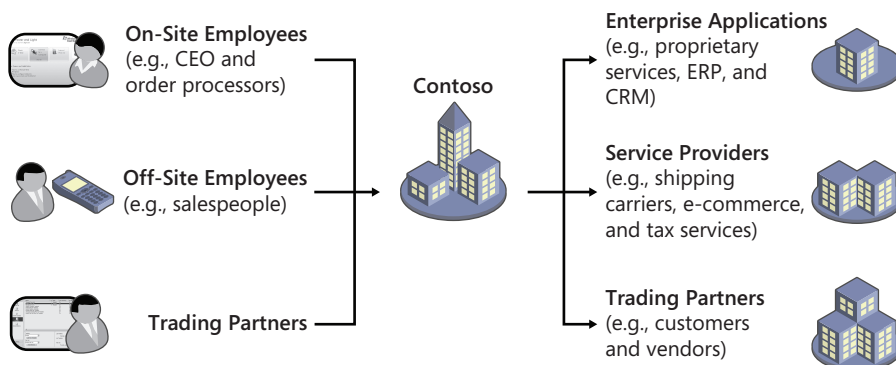 On-Site Employees
(e.g., CEO and
order processors)
Off-Site Employees
(e.g., salespeople)
Trading Partners
Contoso
Enterprise Applications
(e.g., proprietary
services, ERP, and
CRM)
Service Providers
(e.g., shipping
carriers, e-commerce,
and tax services)
Trading Partners
(e.g., customers
and vendors)